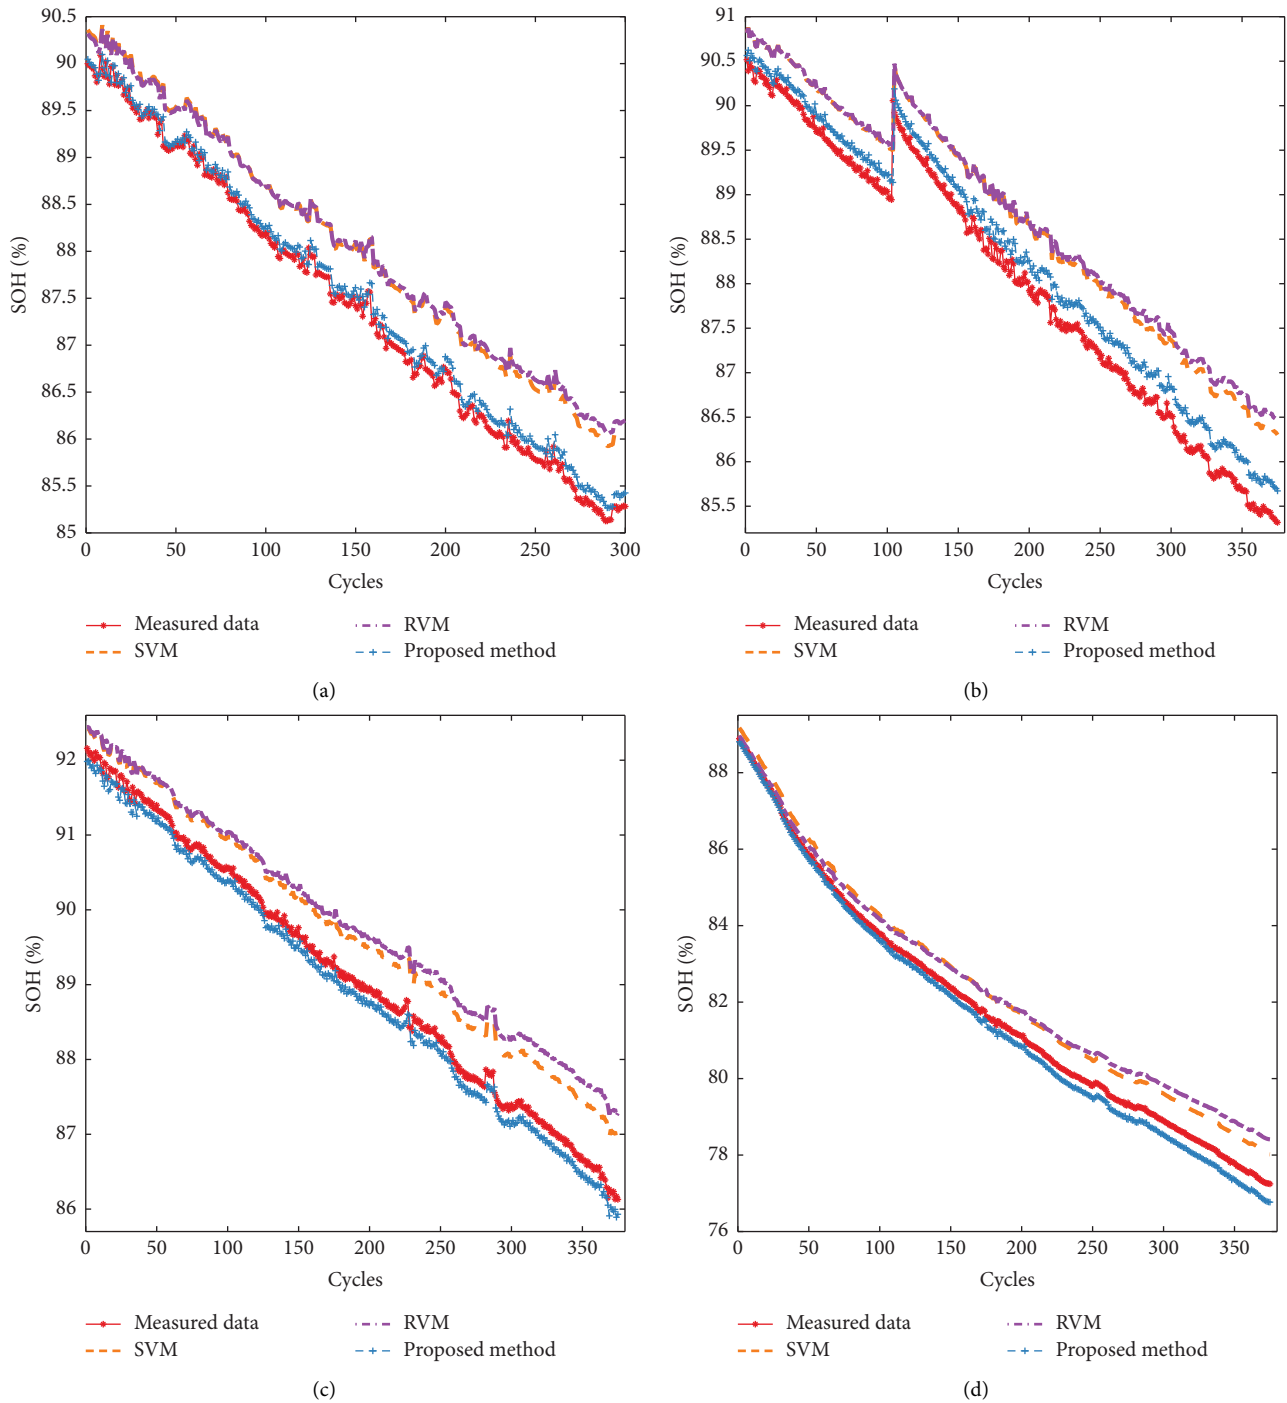 90.5
90
89.5
89
88.5
88
87.5
87
86.5
86
85.5
85
SOH (%)
0 50 100 150 200 250 300
Cycles
Measured data RVM
SVM Proposed method
(a)
91
90.5
90
89.5
89
88.5
88
87.5
87
86.5
86
85.5
SOH (%)
0 50 100 150 200 250 300 350
Cycles
Measured data RVM
SVM Proposed method
(b)
92
91
90
89
88
87
86
SOH (%)
0 50 100 150 200 250 300 350
Cycles
Measured data RVM
SVM Proposed method
(c)
88
86
84
82
80
78
76
SOH (%)
0 50 100 150 200 250 300 350
Cycles
Measured data RVM
SVM Proposed method
(d)